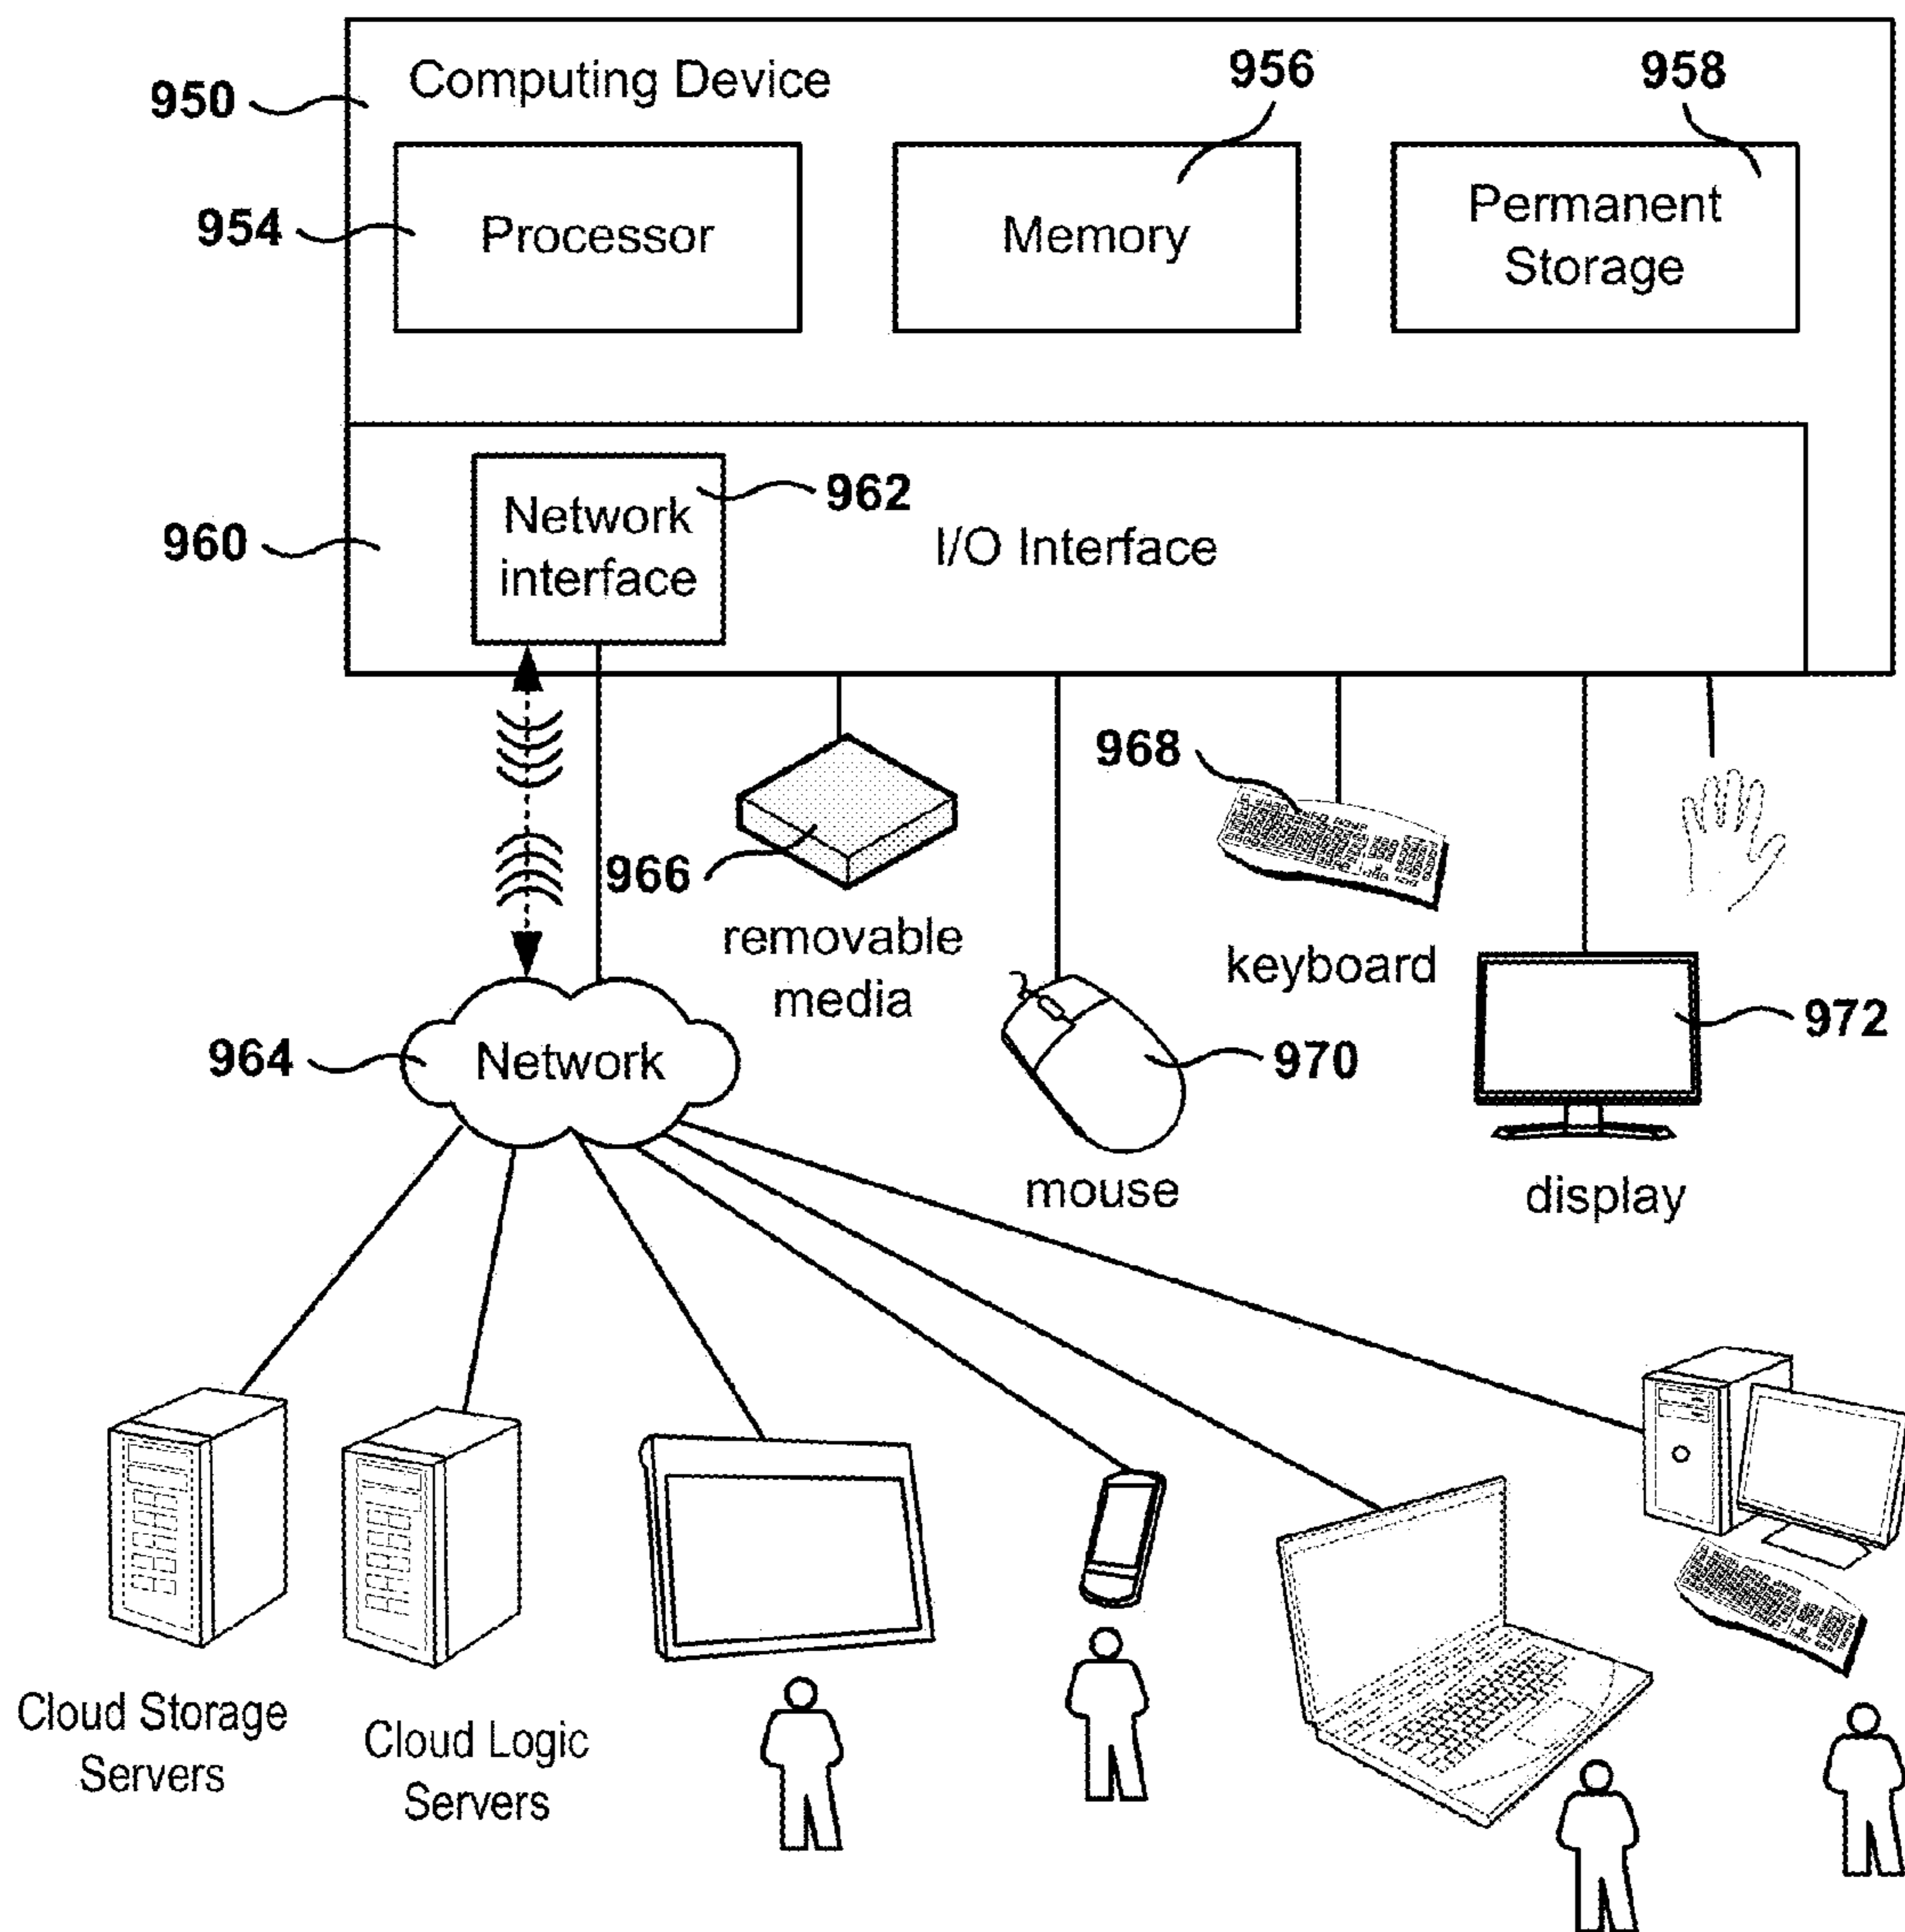 Computing Device
950
956
958
954
Processor
Memory
Permanent
Storage
962
960
Network
interface
I/O Interface
968
966
removable
media
keyboard
964
Network
970
972
mouse
display
Cloud Storage
Servers
Cloud Logic
Servers